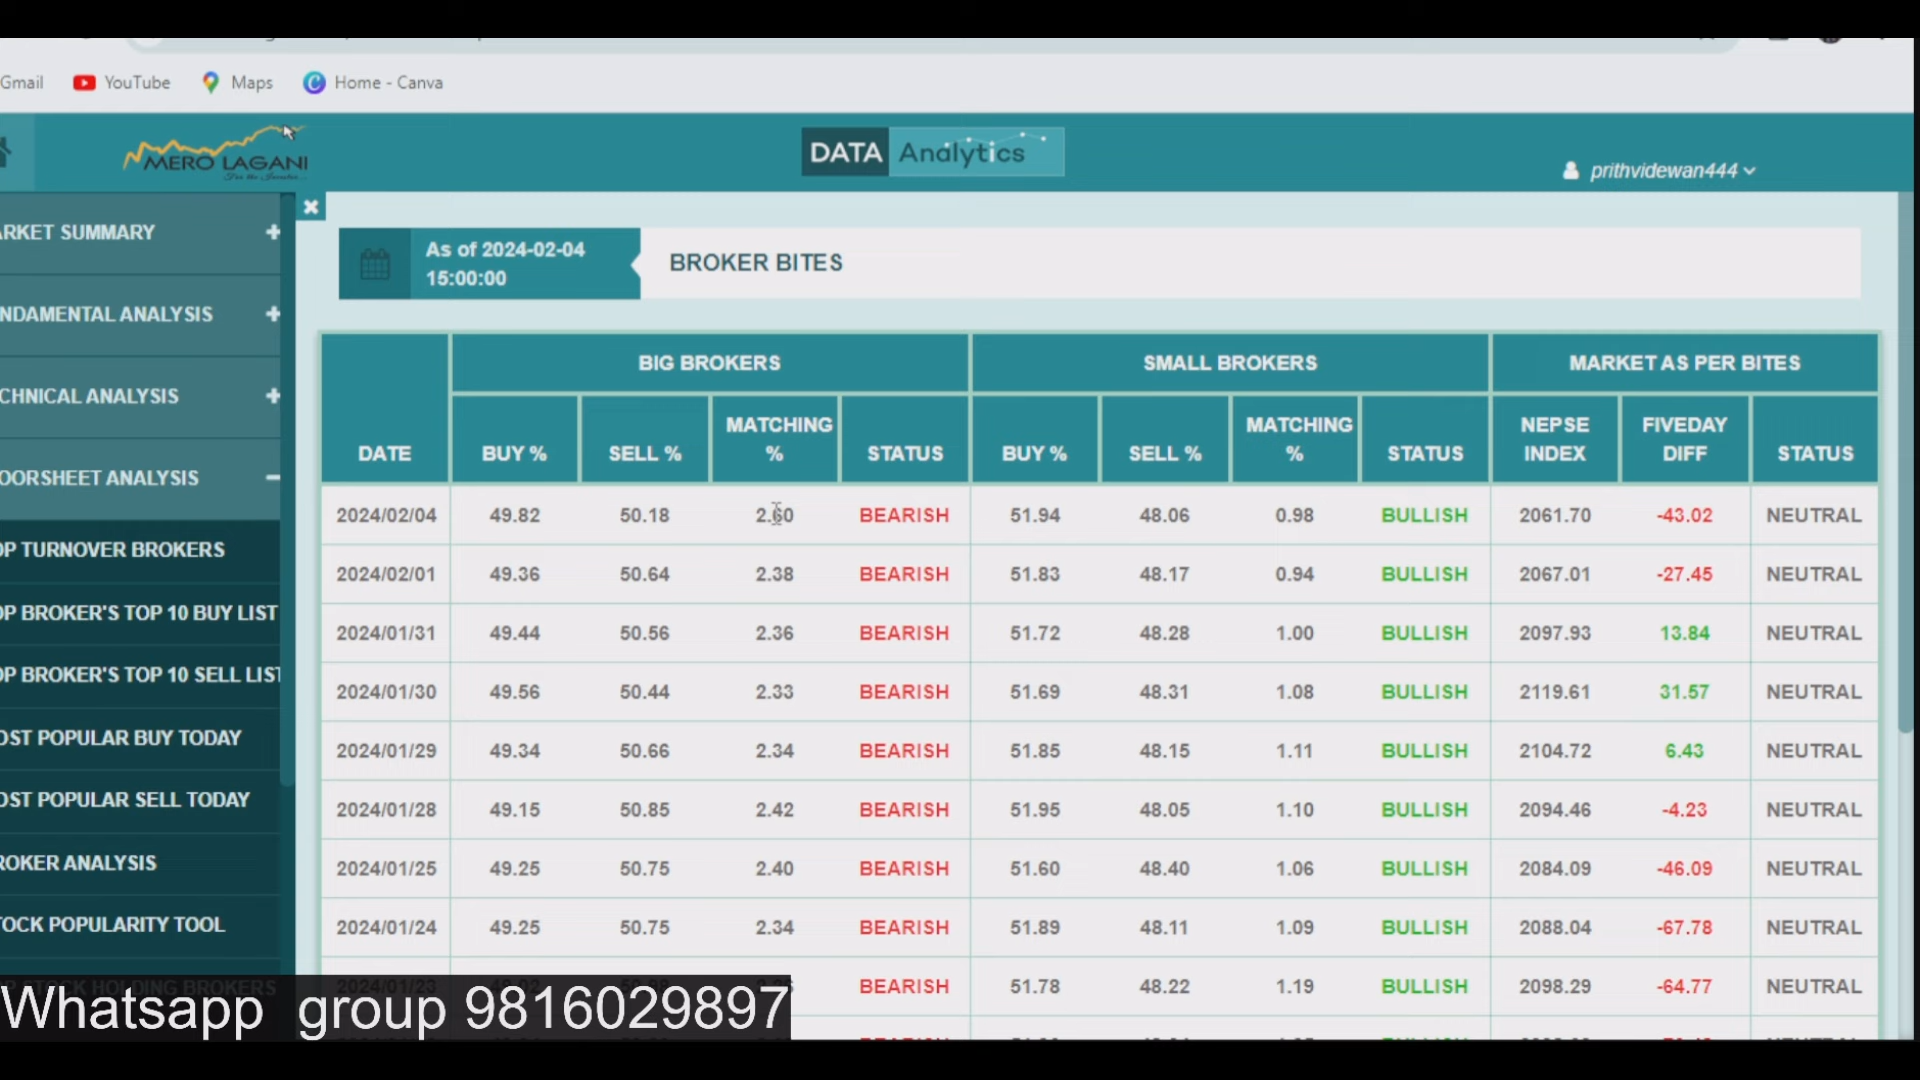 Gmail YouTube Maps Home - Canva
MERO LAGANI
DATA Analytics
prithvidewan444
ARKET SUMMARY
NDAMENTAL ANALYSIS
CHNICAL ANALYSIS
OORSHEET ANALYSIS
OP TURNOVER BROKERS
OP BROKER'S TOP 10 BUY LIST
OP BROKER'S TOP 10 SELL LIST
OST POPULAR BUY TODAY
OST POPULAR SELL TODAY
ROKER ANALYSIS
TOCK POPULARITY TOOL
As of 2024-02-04
15:00:00
BROKER BITES
BIG BROKERS SMALL BROKERS MARKET AS PER BITES
DATE BUY % SELL % MATCHING % STATUS BUY % SELL % MATCHING % STATUS NEPSE INDEX FIVEDAY DIFF STATUS
2024/02/04 49.82 50.18 2.60 BEARISH 51.94 48.06 0.98 BULLISH 2061.70 -43.02 NEUTRAL
2024/02/01 49.36 50.64 2.38 BEARISH 51.83 48.17 0.94 BULLISH 2067.01 -27.45 NEUTRAL
2024/01/31 49.44 50.56 2.36 BEARISH 51.72 48.28 1.00 BULLISH 2097.93 13.84 NEUTRAL
2024/01/30 49.56 50.44 2.33 BEARISH 51.69 48.31 1.08 BULLISH 2119.61 31.57 NEUTRAL
2024/01/29 49.34 50.66 2.34 BEARISH 51.85 48.15 1.11 BULLISH 2104.72 6.43 NEUTRAL
2024/01/28 49.15 50.85 2.42 BEARISH 51.95 48.05 1.10 BULLISH 2094.46 -4.23 NEUTRAL
2024/01/25 49.25 50.75 2.40 BEARISH 51.60 48.40 1.06 BULLISH 2084.09 -46.09 NEUTRAL
2024/01/24 49.25 50.75 2.34 BEARISH 51.89 48.11 1.09 BULLISH 2088.04 -67.78 NEUTRAL
2024/01/23 BEARISH 51.78 48.22 1.19 BULLISH 2098.29 -64.77 NEUTRAL
Whatsapp group 9816029897